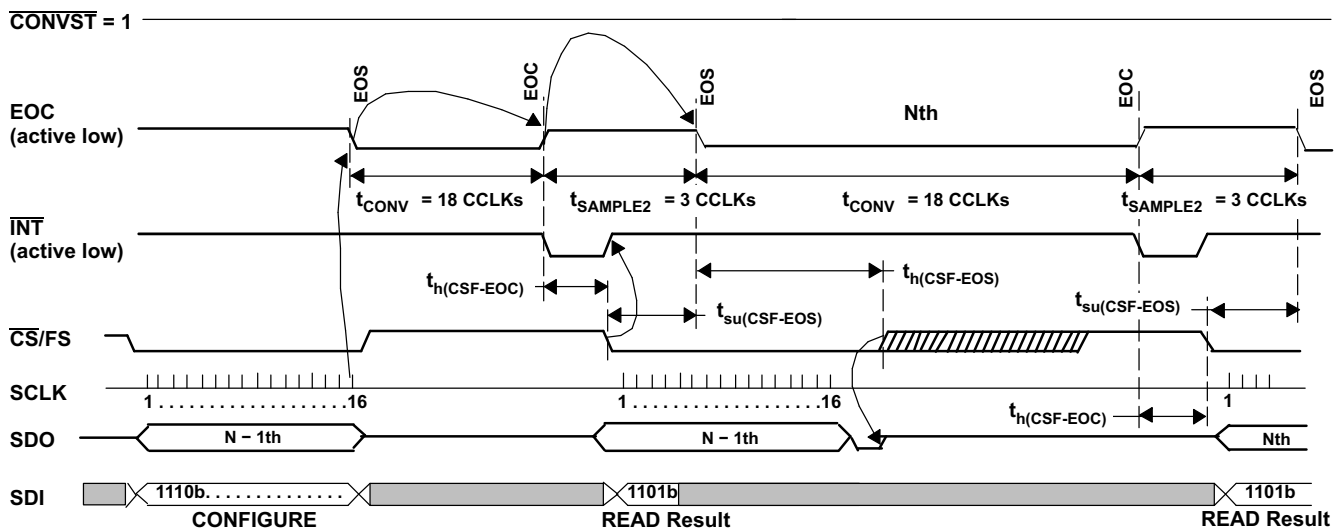 CONVST = 1
EOS
EOC
EOS
EOC
EOS
EOC
(active low)
Nth
tCONV = 18 CCLKs
tSAMPLE2 = 3 CCLKs
tCONV = 18 CCLKs
tSAMPLE2 = 3 CCLKs
INT
(active low)
th(CSF-EOC)
th(CSF-EOS)
tsu(CSF-EOS)
tsu(CSF-EOS)
CS/FS
SCLK
1 . . . . . . . . . . . . . . . . . . . . .16
1 . . . . . . . . . . . . . . . . . . . . .16
1
th(CSF-EOC)
SDO
N − 1th
N − 1th
Nth
SDI
1110b. . . . . . . . . . . . . .
1101b
1101b
CONFIGURE
READ Result
READ Result